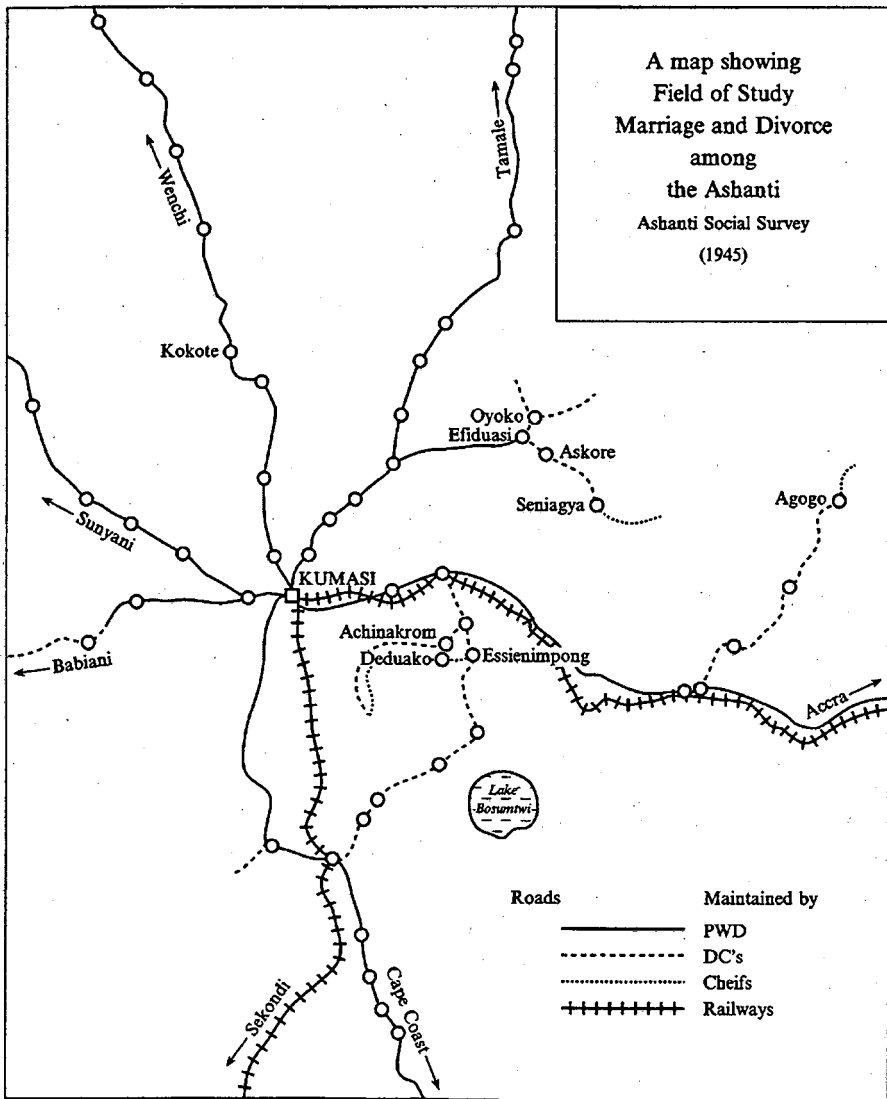 A map showing
Field of Study
Marriage and Divorce
among
the Ashanti
Ashanti Social Survey
(1945)
Tamale
Wenchi
Kokote
Oyoko
Efiduasi
Askore
Seniagya
Agogo
Sunyani
KUMASI
Achinakrom
Deduako
Essienimpong
Babiani
Accra
Lake
Bosumtwi
Roads Maintained by
PWD
DC's
Cheifs
Railways
Sekondi
Cape Coast